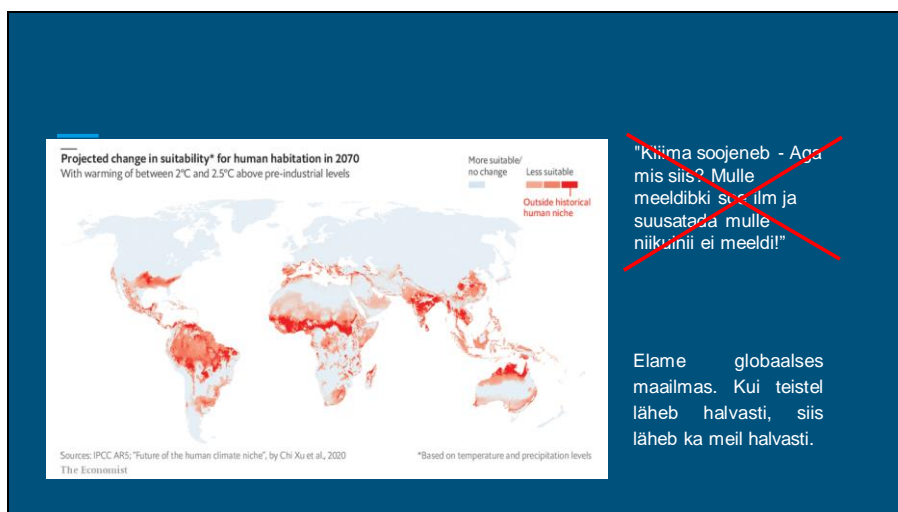 Projected change in suitability* for human habitation in 2070
With warming of between 2°C and 2.5°C above pre-industrial levels
More suitable/
no change
Less suitable
Outside historical
human niche
Sources: IPCC AR5; "Future of the human climate niche", by Chi Xu et al., 2020
*Based on temperature and precipitation levels
The Economist
"Kliima soojeneb - Aga
mis siis? Mulle
meeldibki soe ilm ja
suusatada mulle
niikuinii ei meeldi!”
Elame globaalses
maailmas. Kui teistel
läheb halvasti, siis
läheb ka meil halvasti.